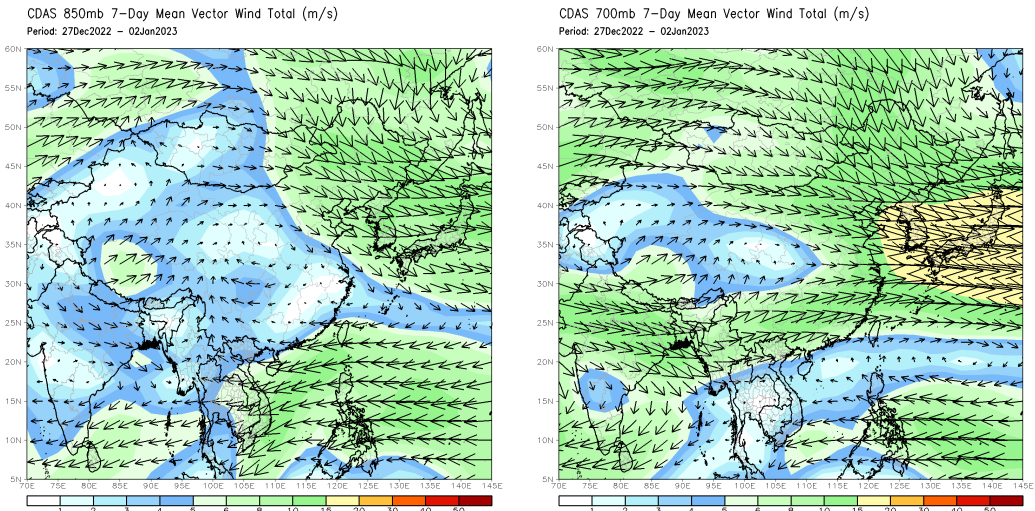 CDAS 850mb 7-Day Mean Vector Wind Total (m/s)
Period: 27Dec2022 – 02Jan2023
60N
55N
50N
45N
40N
35N
30N
25N
20N
15N
10N
5N
70E 75E 80E 85E 90E 95E 100E 105E 110E 115E 120E 125E 130E 135E 140E 145E
1 2 3 4 5 6 8 10 15 20 30 40 50
CDAS 700mb 7-Day Mean Vector Wind Total (m/s)
Period: 27Dec2022 – 02Jan2023
60N
55N
50N
45N
40N
35N
30N
25N
20N
15N
10N
5N
70E 75E 80E 85E 90E 95E 100E 105E 110E 115E 120E 125E 130E 135E 140E 145E
1 2 3 4 5 6 8 10 15 20 30 40 50